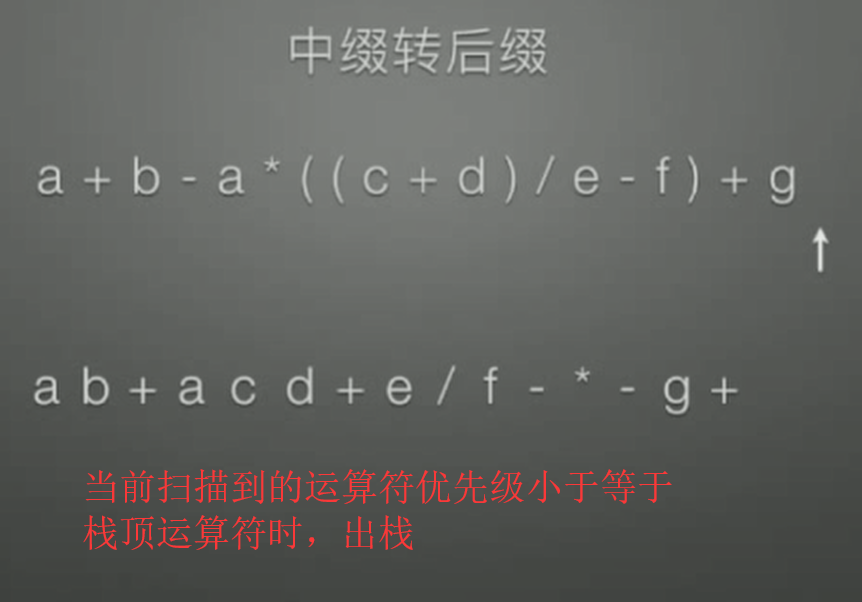 中缀转后缀
a + b - a * ( ( c + d ) / e - f ) + g
a b + a c d + e / f - * - g +
当前扫描到的运算符优先级小于等于
栈顶运算符时，出栈